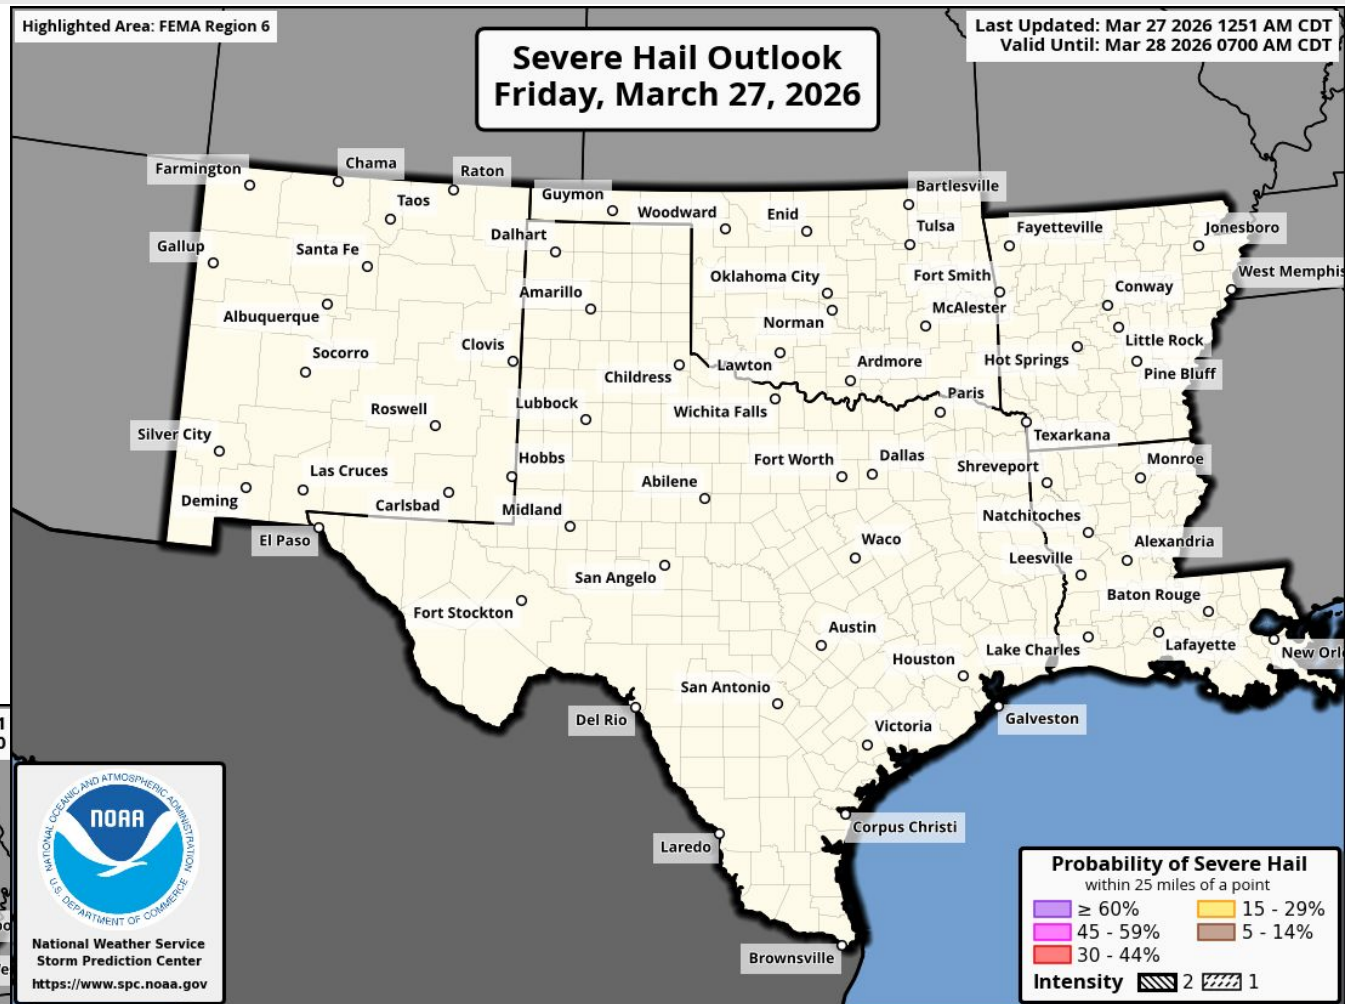 Highlighted Area: FEMA Region 6
Severe Hail Outlook
Friday, March 27, 2026
Last Updated: Mar 27 2026 1251 AM CDT
Valid Until: Mar 28 2026 0700 AM CDT
Farmington
Chama
Raton
Taos
Guymon
Woodward
Enid
Bartlesville
Tulsa
Fayetteville
Jonesboro
Gallup
Santa Fe
Dalhart
Oklahoma City
Fort Smith
West Memphis
Amarillo
Conway
Albuquerque
Norman
McAlester
Socorro
Clovis
Childress
Lawton
Ardmore
Hot Springs
Little Rock
Pine Bluff
Roswell
Lubbock
Wichita Falls
Paris
Silver City
Texarkana
Las Cruces
Hobbs
Abilene
Fort Worth
Dallas
Shreveport
Monroe
Deming
Carlsbad
Midland
Natchitoches
El Paso
San Angelo
Waco
Leesville
Alexandria
Fort Stockton
Baton Rouge
Austin
Houston
Lake Charles
Lafayette
New Orl
San Antonio
Del Rio
Victoria
Galveston
1
0
Corpus Christi
Laredo
Brownsville
NATIONAL OCEANIC AND ATMOSPHERIC ADMINISTRATION
NOAA
U.S. DEPARTMENT OF COMMERCE
National Weather Service
Storm Prediction Center
https://www.spc.noaa.gov
Probability of Severe Hail
within 25 miles of a point
≥ 60% 15 - 29%
45 - 59% 5 - 14%
30 - 44%
Intensity 2 1